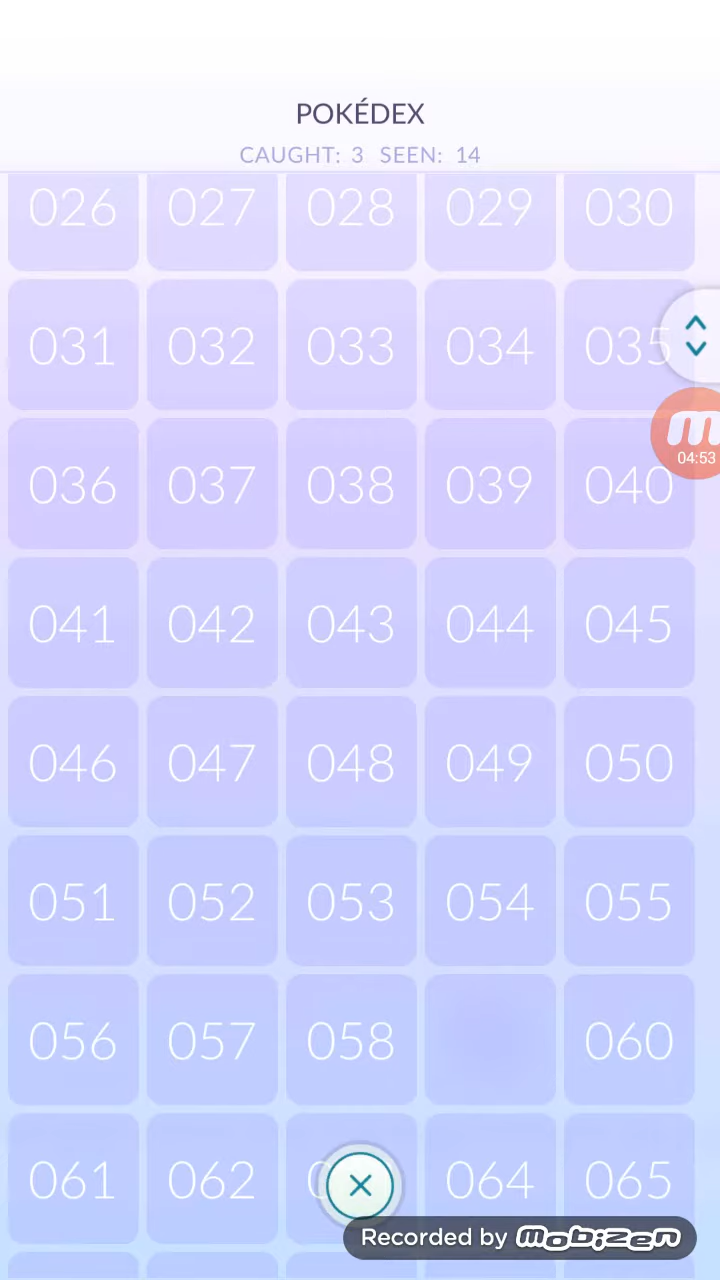 POKÉDEX
CAUGHT: 3 SEEN: 14
026 027 028 029 030
031 032 033 034 035
04:53
036 037 038 039 040
041 042 043 044 045
046 047 048 049 050
051 052 053 054 055
056 057 058 060
061 062 064 065
Recorded by mobizen